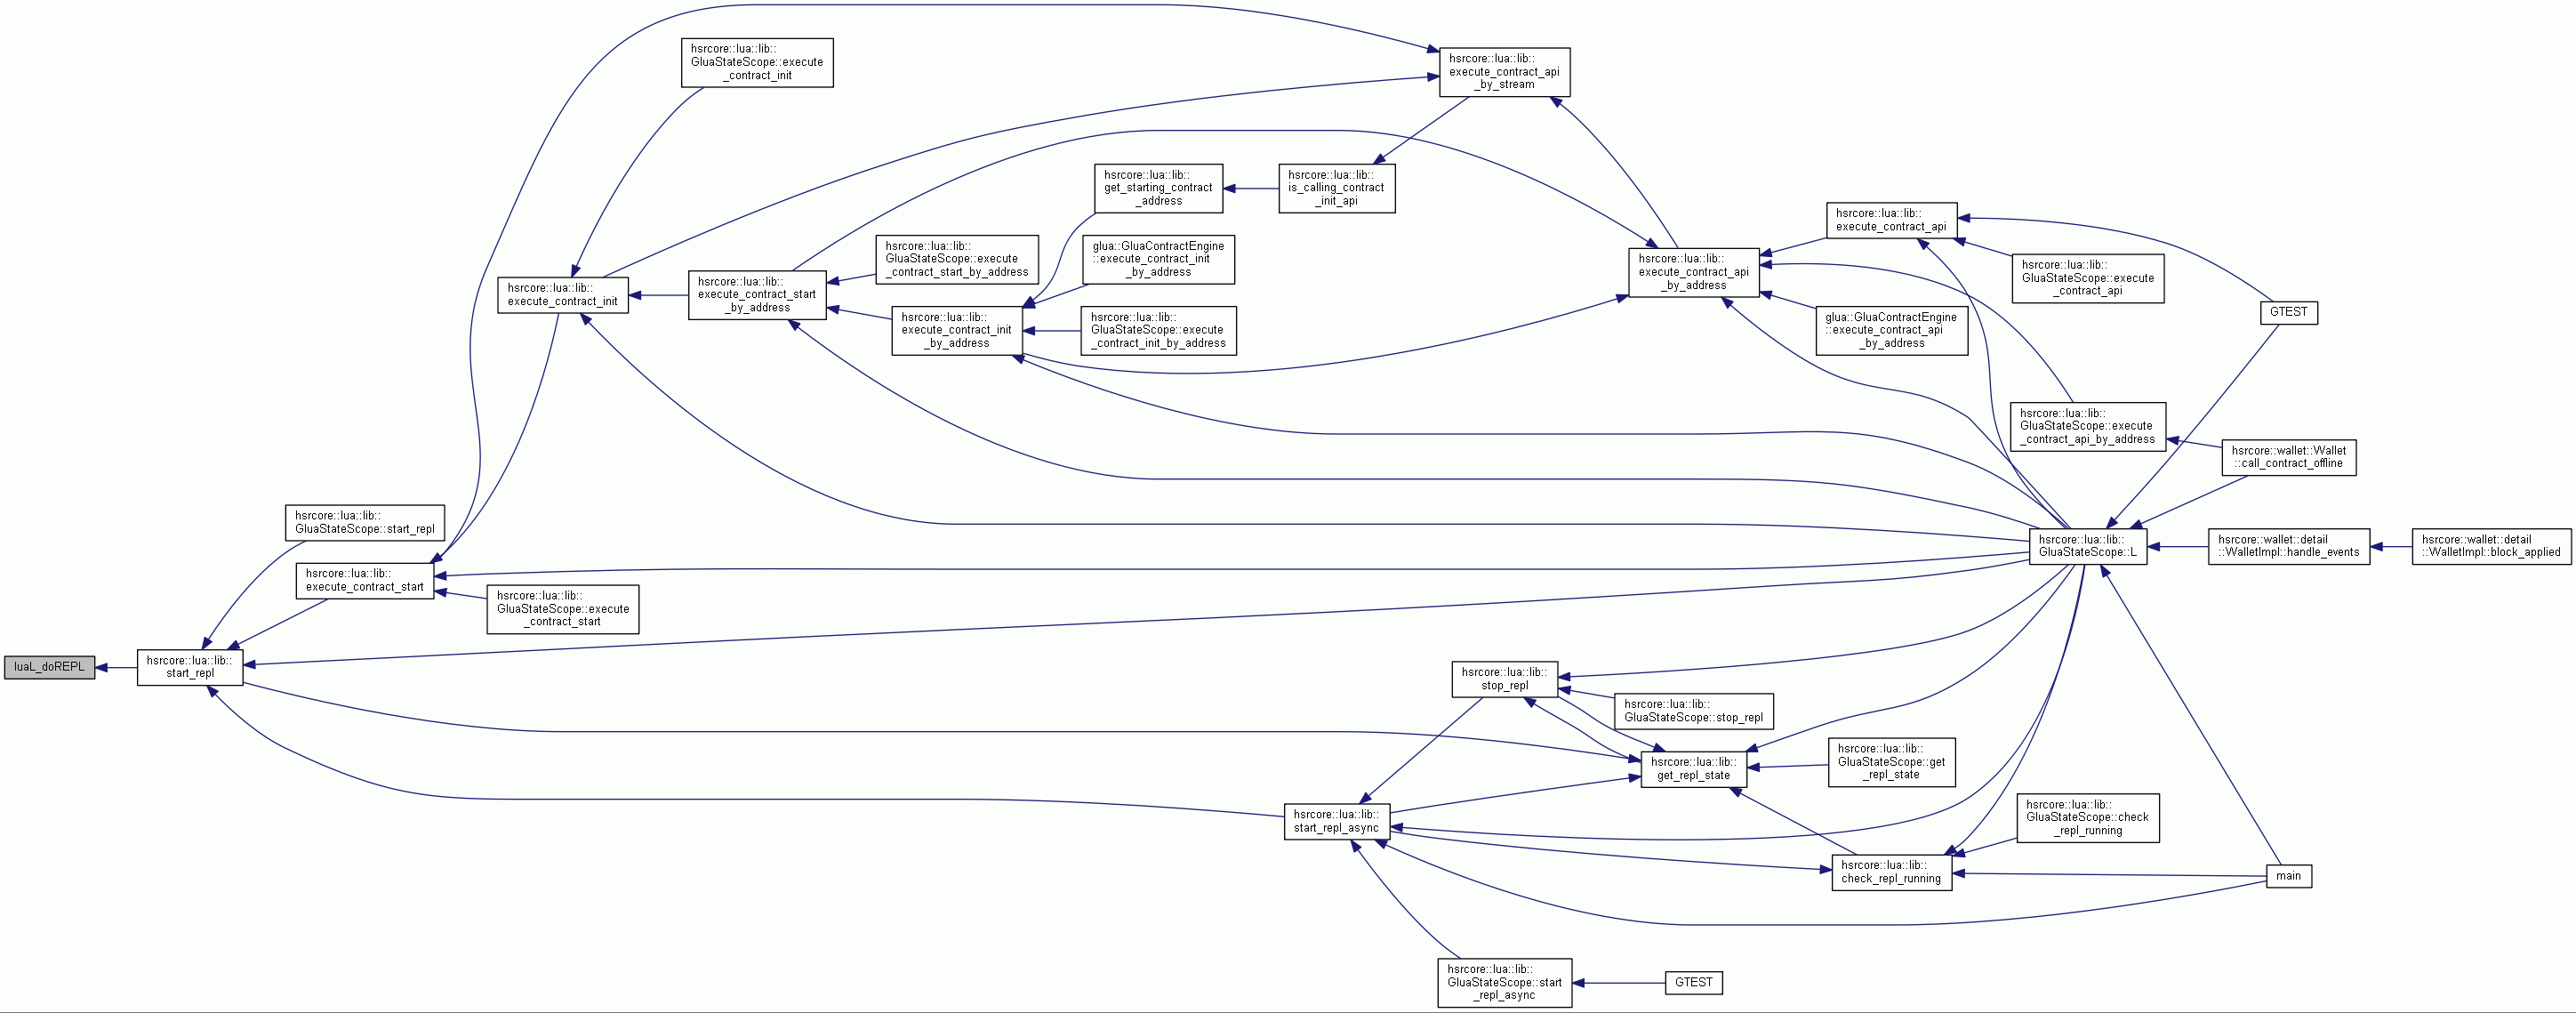 hsrcore::lua::lib::
GluaStateScope::execute
_contract_init
hsrcore::lua::lib::
execute_contract_api
_by_stream
hsrcore::lua::lib::
get_starting_contract
_address
hsrcore::lua::lib::
is_calling_contract
_init_api
hsrcore::lua::lib::
execute_contract_api
hsrcore::lua::lib::
GluaStateScope::execute
_contract_start_by_address
glua::GluaContractEngine
::execute_contract_init
_by_address
hsrcore::lua::lib::
execute_contract_api
_by_address
hsrcore::lua::lib::
GluaStateScope::execute
_contract_api
hsrcore::lua::lib::
execute_contract_init
hsrcore::lua::lib::
execute_contract_start
_by_address
hsrcore::lua::lib::
execute_contract_init
_by_address
hsrcore::lua::lib::
GluaStateScope::execute
_contract_init_by_address
glua::GluaContractEngine
::execute_contract_api
_by_address
GTEST
hsrcore::lua::lib::
GluaStateScope::execute
_contract_api_by_address
hsrcore::wallet::Wallet
::call_contract_offline
hsrcore::lua::lib::
GluaStateScope::start_repl
hsrcore::lua::lib::
GluaStateScope::L
hsrcore::wallet::detail
::WalletImpl::handle_events
hsrcore::wallet::detail
::WalletImpl::block_applied
hsrcore::lua::lib::
execute_contract_start
hsrcore::lua::lib::
GluaStateScope::execute
_contract_start
luaL_doREPL
hsrcore::lua::lib::
start_repl
hsrcore::lua::lib::
stop_repl
hsrcore::lua::lib::
GluaStateScope::stop_repl
hsrcore::lua::lib::
get_repl_state
hsrcore::lua::lib::
GluaStateScope::get
_repl_state
hsrcore::lua::lib::
start_repl_async
hsrcore::lua::lib::
GluaStateScope::check
_repl_running
hsrcore::lua::lib::
check_repl_running
main
hsrcore::lua::lib::
GluaStateScope::start
_repl_async
GTEST